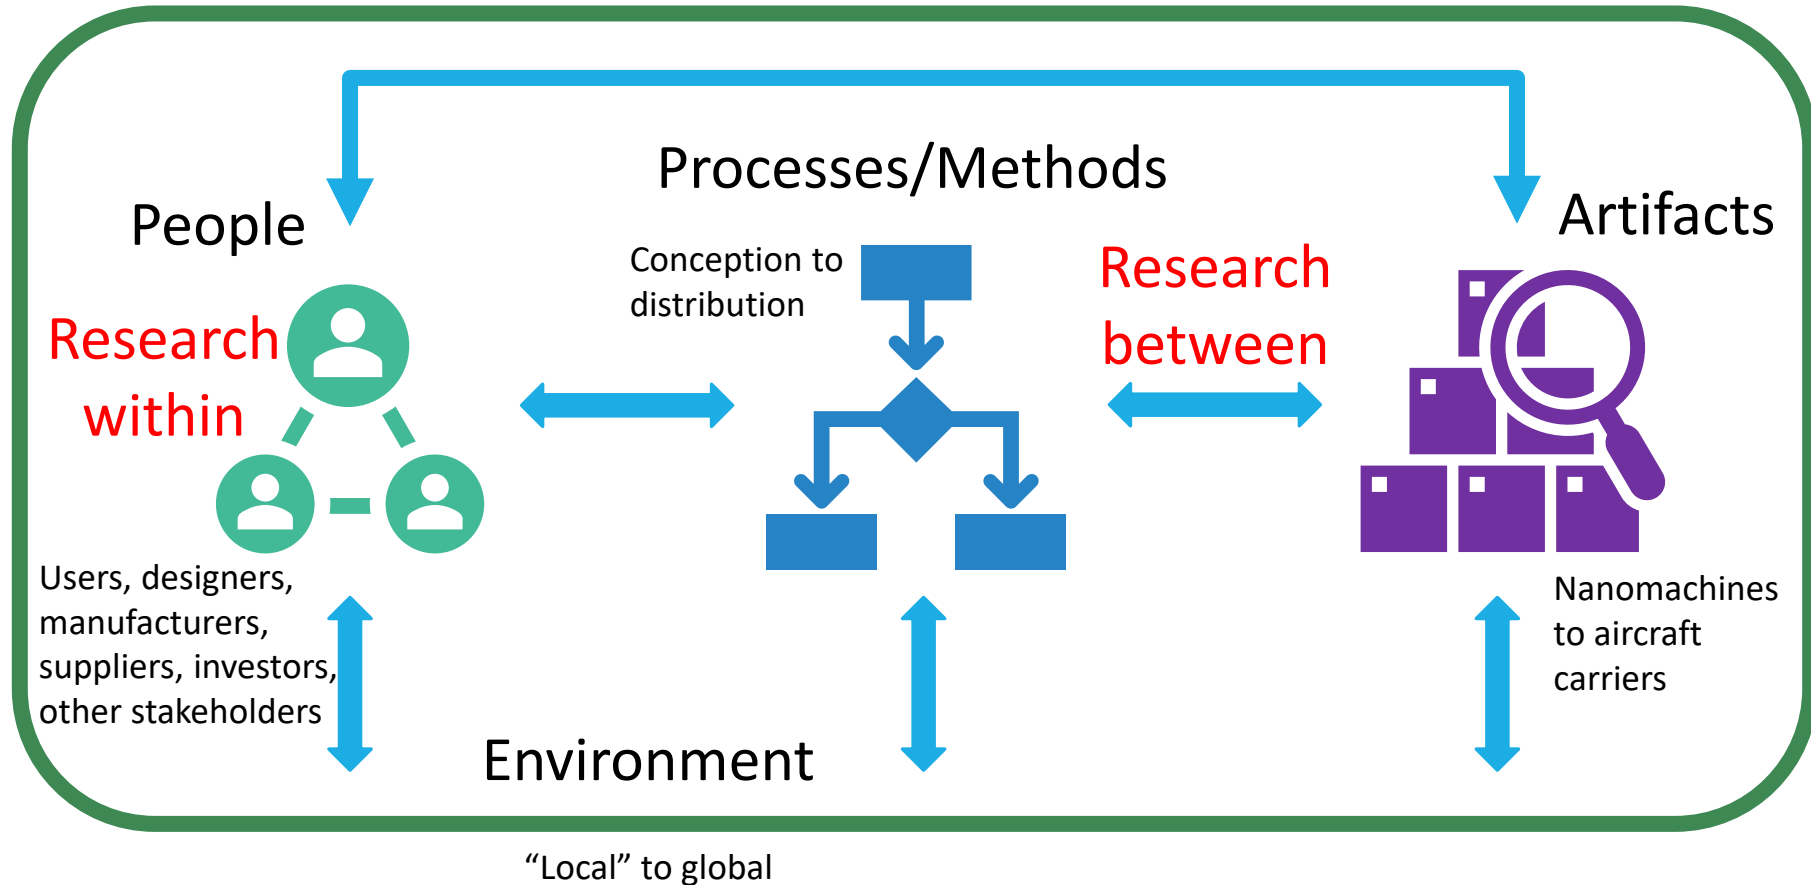 Processes/Methods
People
Artifacts
Conception to
distribution
Research
between
Research
within
Users, designers,
manufacturers,
suppliers, investors,
other stakeholders
Nanomachines
to aircraft
carriers
Environment
“Local” to global